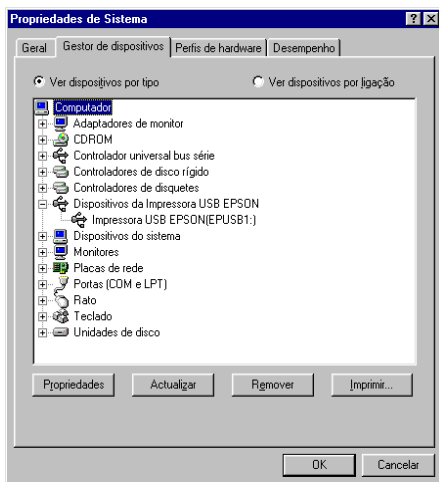 Propriedades de Sistema
Geral Gestor de dispositivos Perfis de hardware Desempenho
Ver dispositivos por tipo Ver dispositivos por ligação
Computador
Adaptadores de monitor
CDROM
Controlador universal bus série
Controladores de disco rígido
Controladores de disquetes
Dispositivos da Impressora USB EPSON
Impressora USB EPSON(EPUSB1:)
Dispositivos do sistema
Monitores
Placas de rede
Portas (COM e LPT)
Rato
Teclado
Unidades de disco
Propriedades Actualizar Remover Imprimir...
OK Cancelar